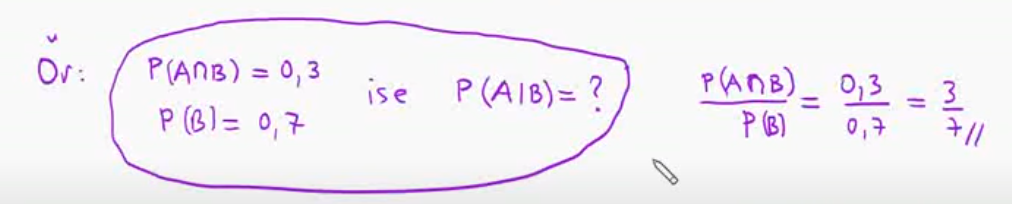 Ör:
P(A∩B) = 0,3
P(B) = 0,7
ise P(A|B) = ?
P(A∩B)/P(B) = 0,3/0,7 = 3/7 //